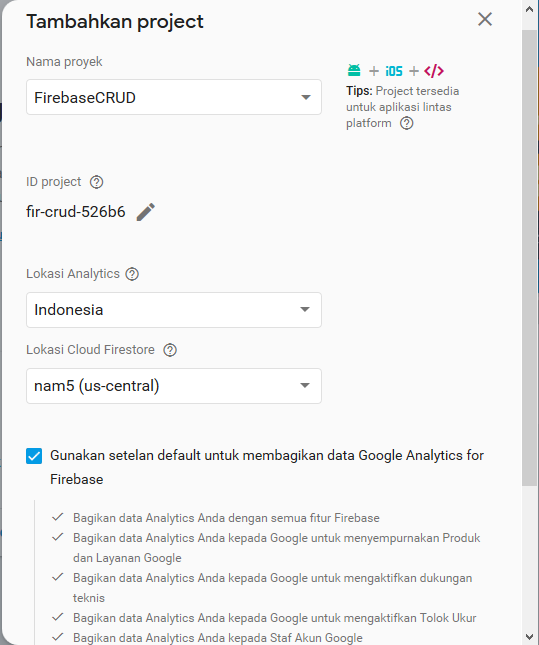 Tambahkan project
Nama proyek
FirebaseCRUD
+ iOS + </>
Tips: Project tersedia
untuk aplikasi lintas
platform
ID project
fir-crud-526b6
Lokasi Analytics
Indonesia
Lokasi Cloud Firestore
nam5 (us-central)
Gunakan setelan default untuk membagikan data Google Analytics for
Firebase
Bagikan data Analytics Anda dengan semua fitur Firebase
Bagikan data Analytics Anda kepada Google untuk menyempurnakan Produk
dan Layanan Google
Bagikan data Analytics Anda kepada Google untuk mengaktifkan dukungan
teknis
Bagikan data Analytics Anda kepada Google untuk mengaktifkan Tolok Ukur
Bagikan data Analytics Anda kepada Staf Akun Google